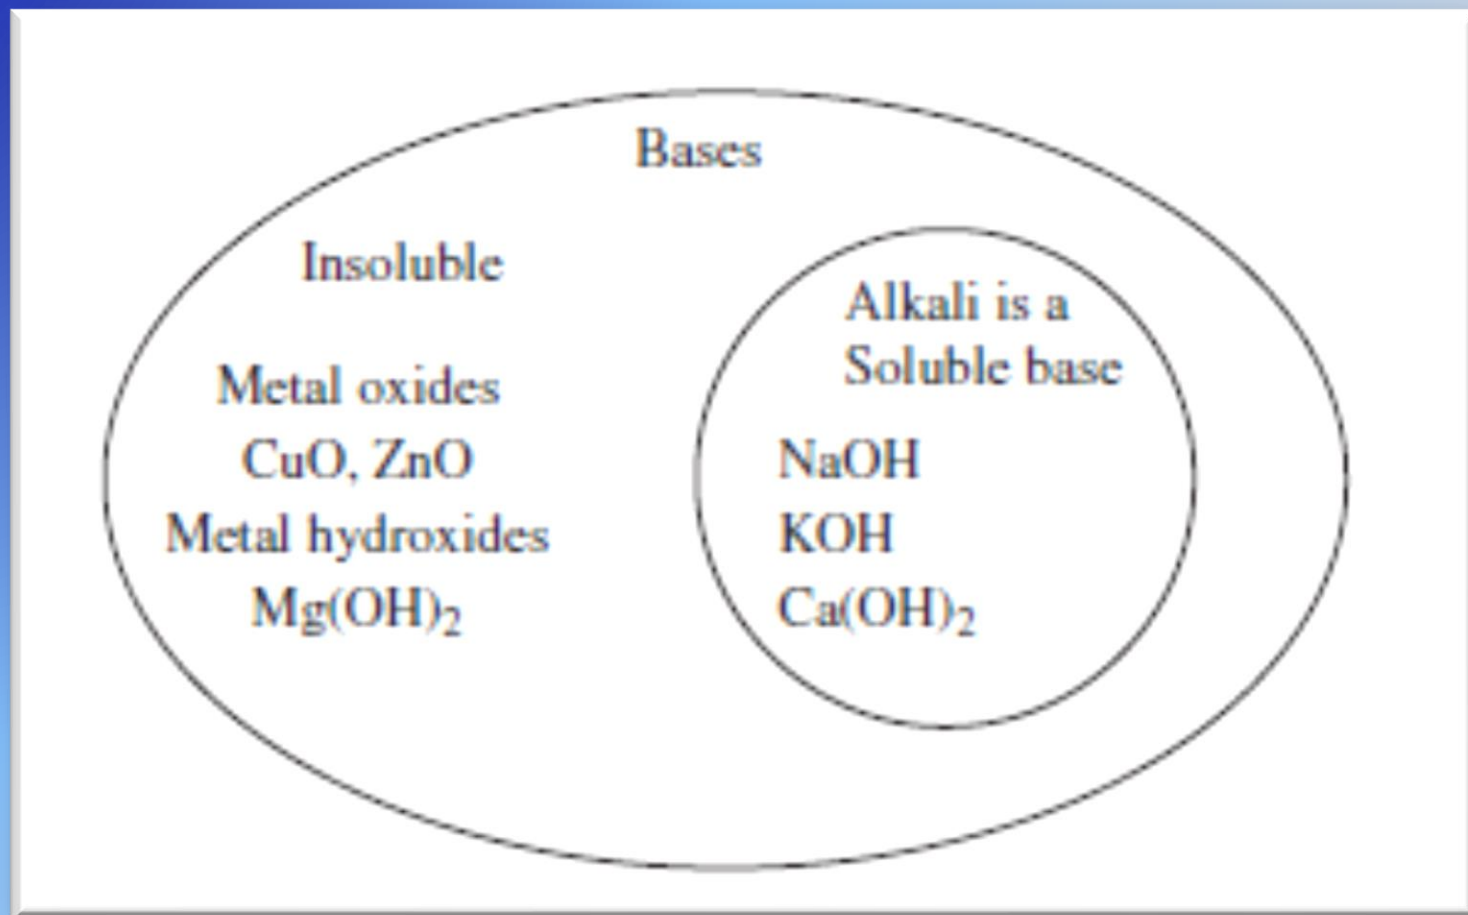 Bases
Insoluble
Metal oxides
CuO, ZnO
Metal hydroxides
Mg(OH)₂
Alkali is a
Soluble base
NaOH
KOH
Ca(OH)₂